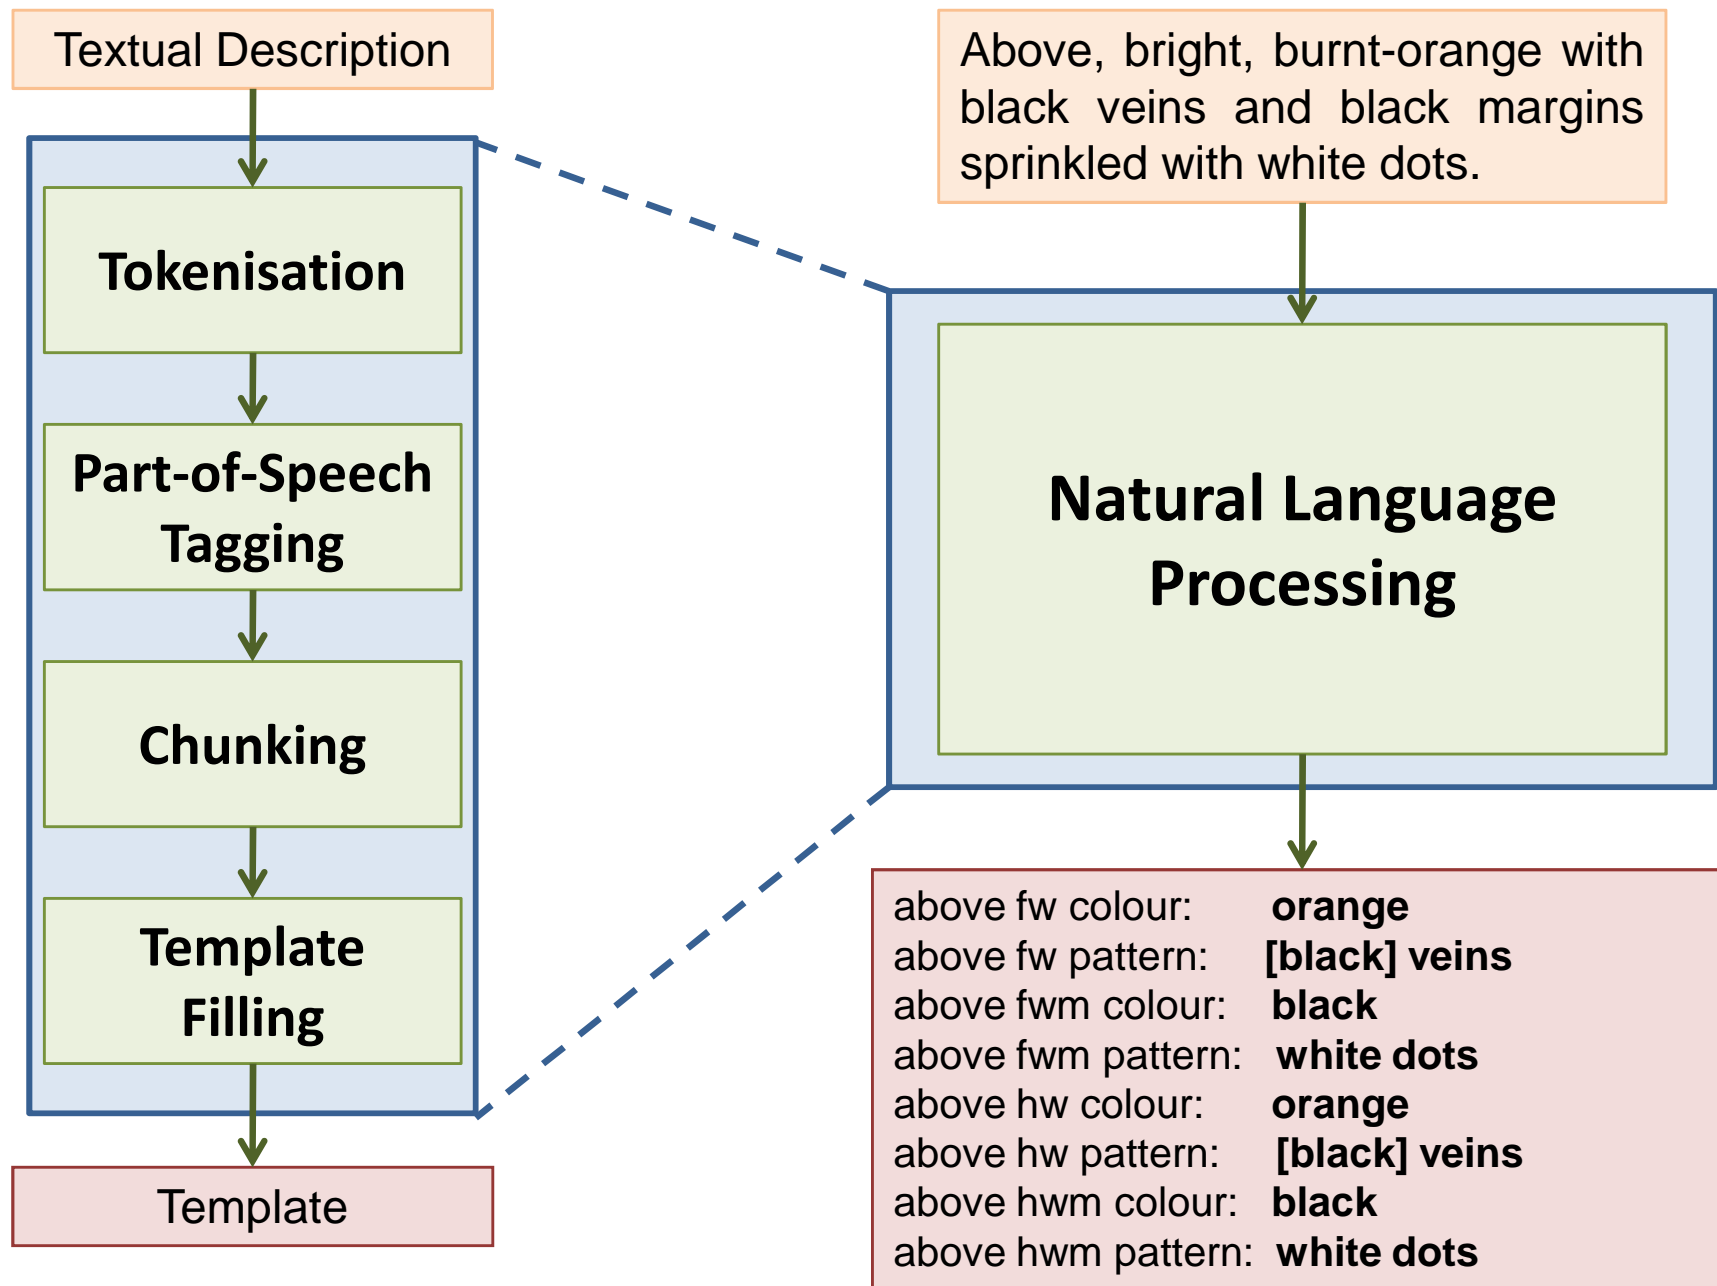 Textual Description
Tokenisation
Part-of-Speech
Tagging
Chunking
Template
Filling
Template
Above, bright, burnt-orange with
black veins and black margins
sprinkled with white dots.
Natural Language
Processing
above fw colour: orange
above fw pattern: [black] veins
above fwm colour: black
above fwm pattern: white dots
above hw colour: orange
above hw pattern: [black] veins
above hwm colour: black
above hwm pattern: white dots